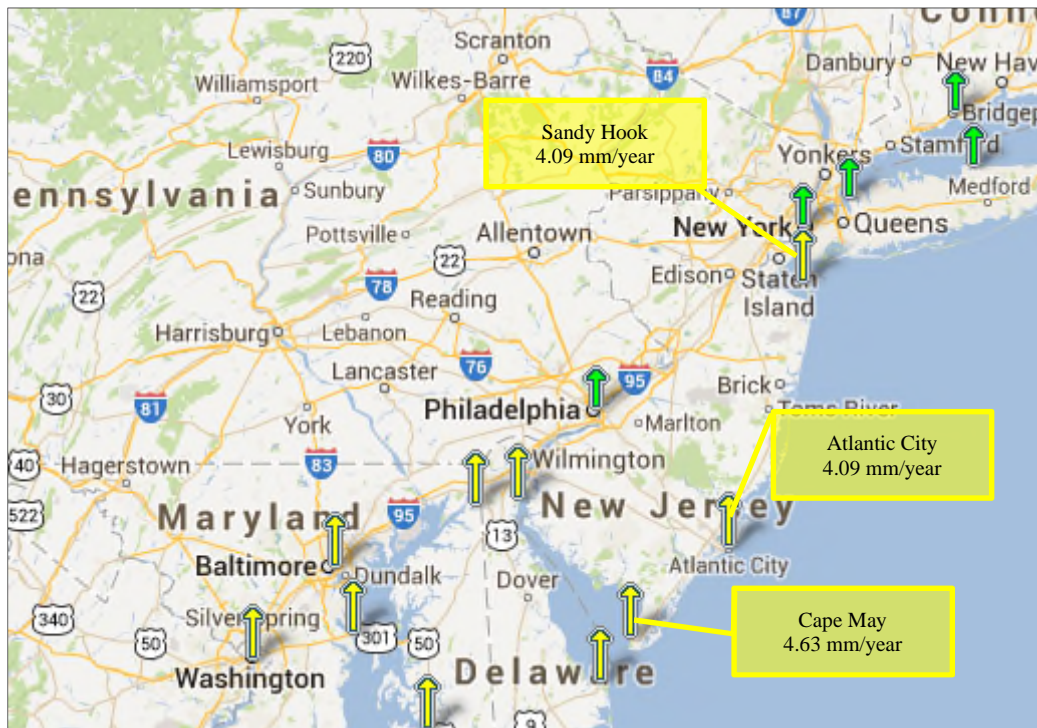 Conne
87
Scranton
220
Danbury
New Hav
84
Williamsport
Wilkes-Barre
Bridgep
Sandy Hook
4.09 mm/year
80
Lewisburg
Yonkers
Stamford
ennsylvania
Sunbury
Parsippany
Medford
Pottsville
Allentown
New York
Queens
ona
22
Edison
Staten
Island
22
78
Reading
Harrisburg
Lebanon
76
95
Lancaster
Brick
30
81
Philadelphia
Toms River
York
Marlton
Atlantic City
4.09 mm/year
40
Hagerstown
83
Wilmington
522
Maryland
95
New Jersey
13
Baltimore
Dundalk
Dover
Atlantic City
340
Silver Spring
50
301
50
Cape May
4.63 mm/year
Washington
Delaware
9